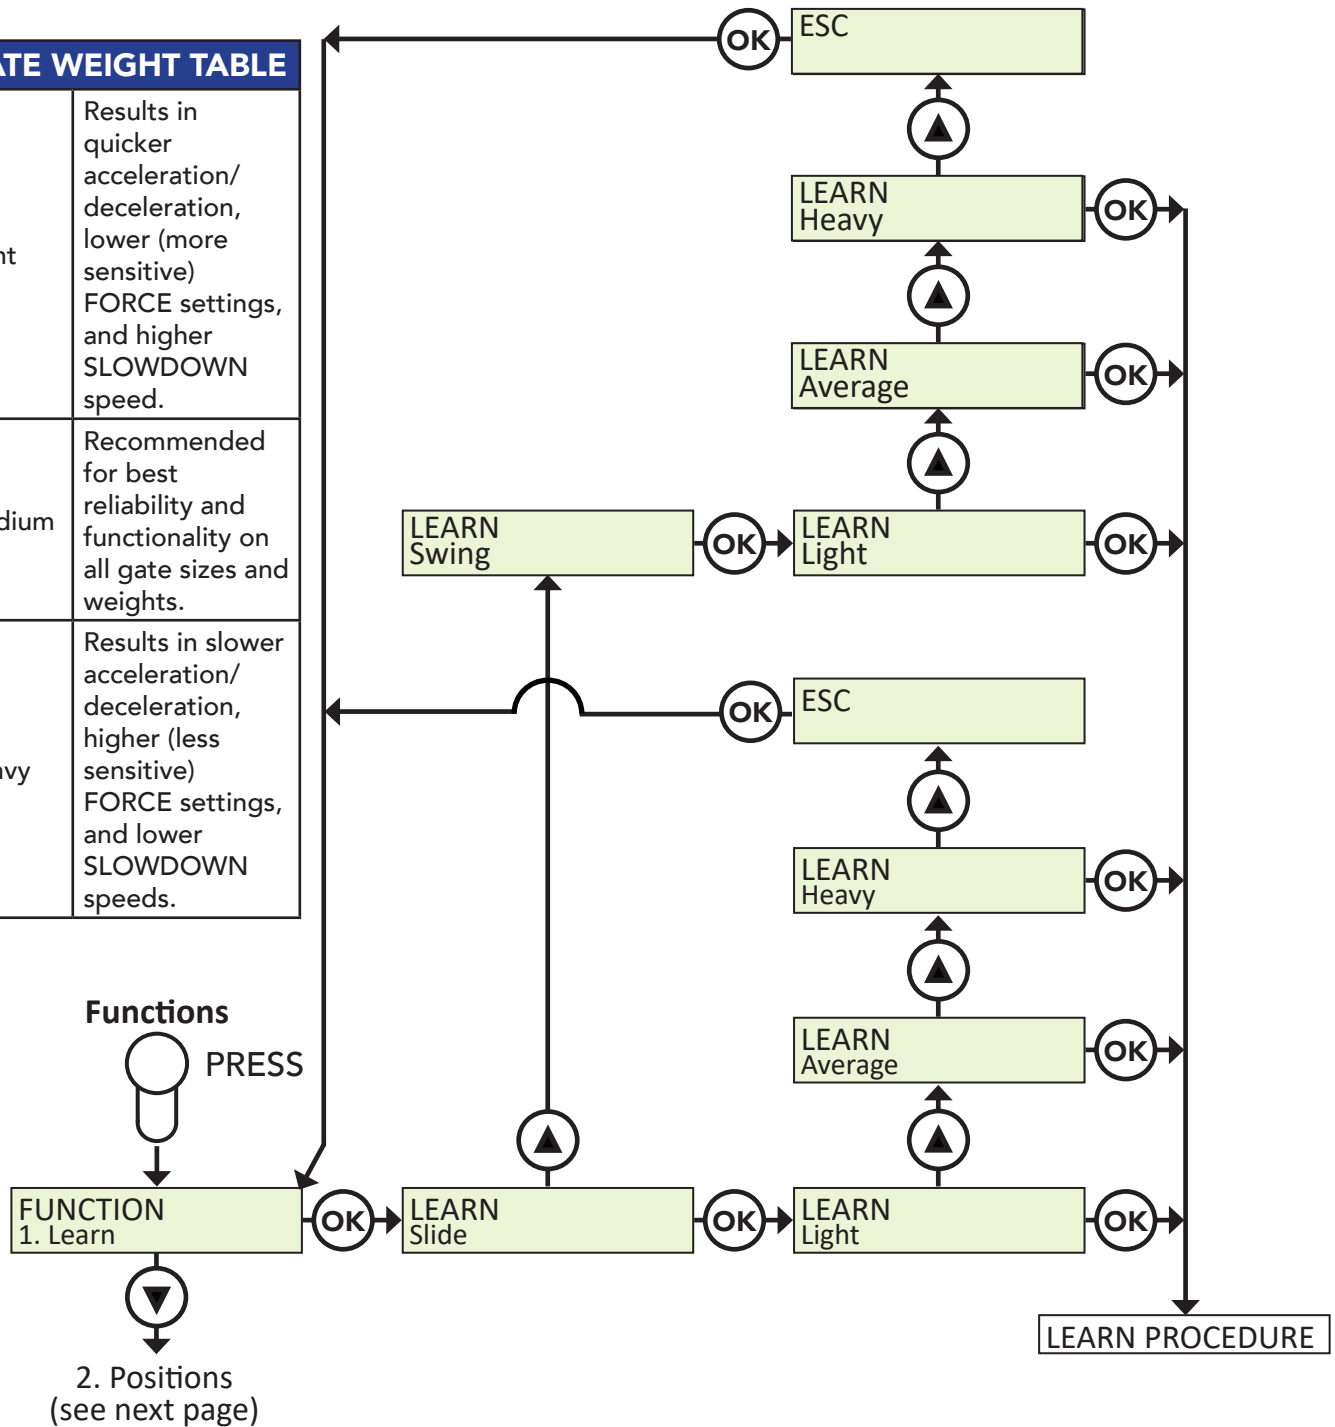 WEIGHT TABLE
Results in
quicker
acceleration/
deceleration,
lower (more
sensitive)
FORCE settings,
and higher
SLOWDOWN
speed.
Recommended
for best
reliability and
functionality on
all gate sizes and
weights.
Results in slower
acceleration/
deceleration,
higher (less
sensitive)
FORCE settings,
and lower
SLOWDOWN
speeds.
OK
ESC
LEARN
Heavy
OK
LEARN
Average
OK
LEARN
Swing
OK
LEARN
Light
OK
OK
ESC
LEARN
Heavy
OK
LEARN
Average
OK
Functions
PRESS
FUNCTION
1. Learn
OK
LEARN
Slide
OK
LEARN
Light
OK
LEARN PROCEDURE
2. Positions
(see next page)